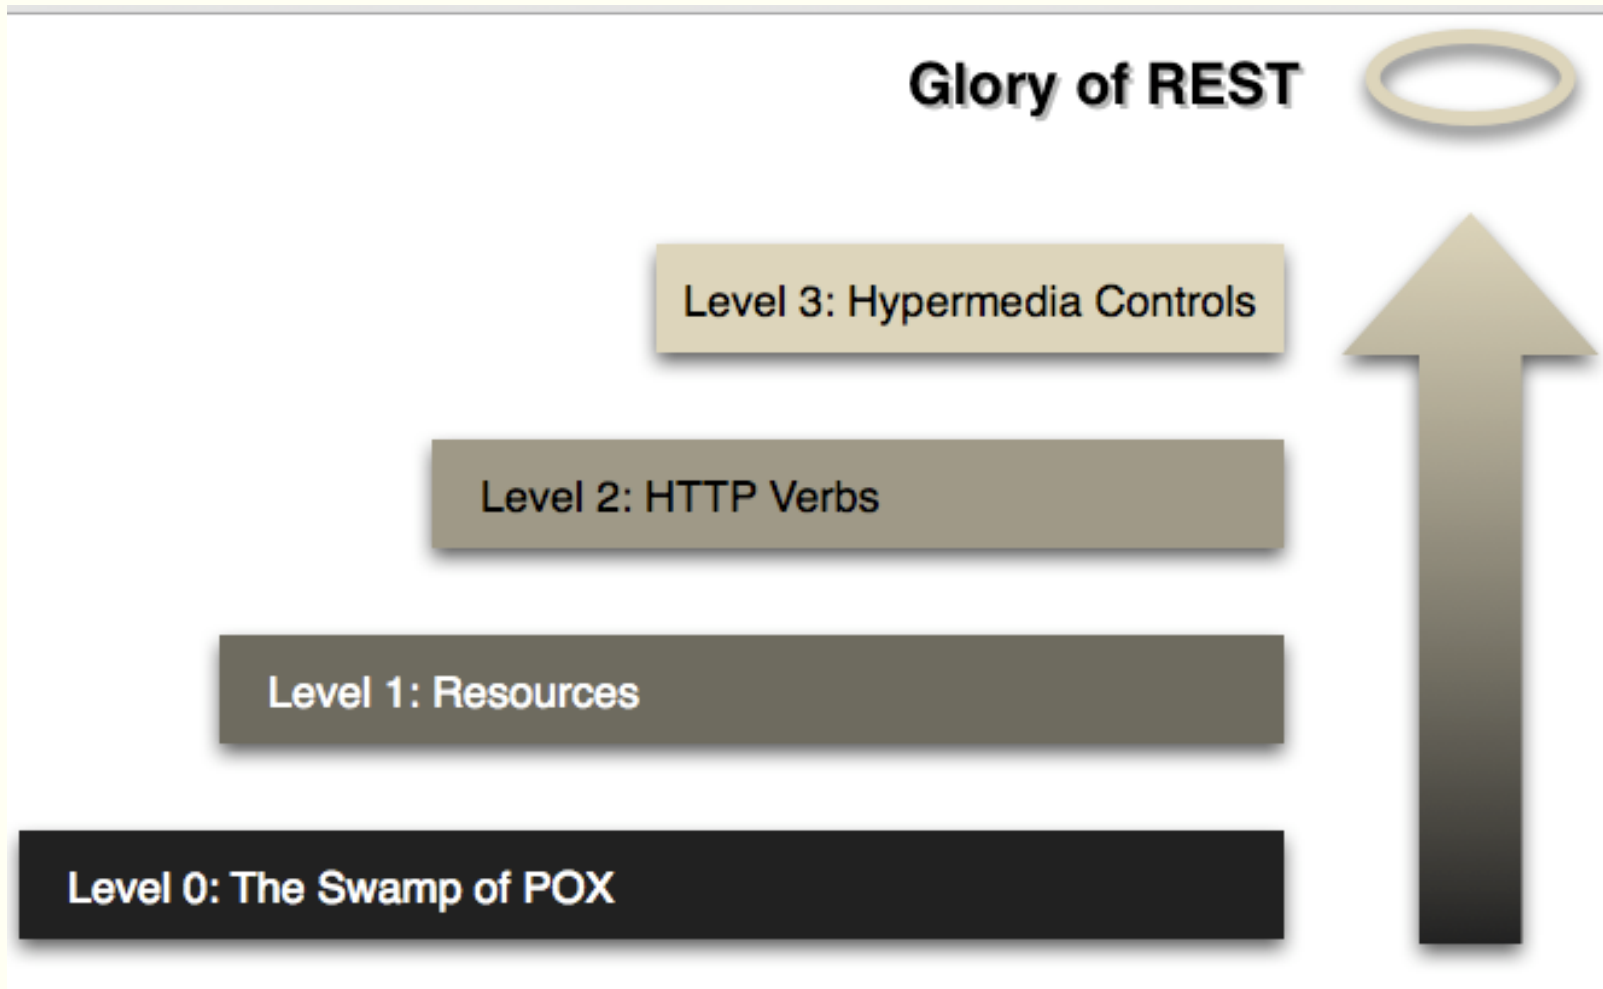 Glory of REST
Level 3: Hypermedia Controls
Level 2: HTTP Verbs
Level 1: Resources
Level 0: The Swamp of POX